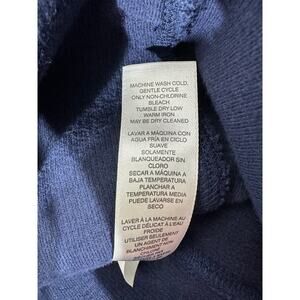 MACHINE WASH COLD,
GENTLE CYCLE
ONLY NON-CHLORINE
BLEACH
TUMBLE DRY LOW
WARM IRON
MAY BE DRY CLEANED
LAVAR A MÁQUINA CON
AGUA FRÍA EN CICLO
SUAVE
SOLAMENTE
BLANQUEADOR SIN
CLORO
SECAR A MÁQUINA A
BAJA TEMPERATURA
PLANCHAR A
TEMPERATURA MEDIA
PUEDE LAVARSE EN
SECO
LAVER À LA MACHINE AU
CYCLE DÉLICAT À L'EAU
FROIDE
UTILISER SEULEMENT
UN AGENT DE
BLANCHIMENT NON